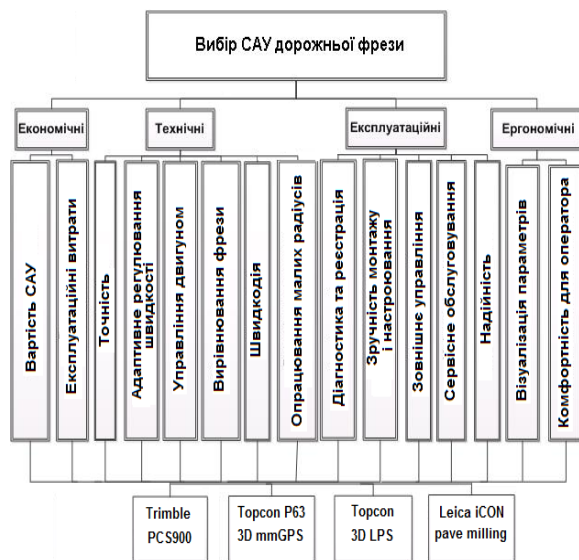 Вибір САУ дорожньої фрези
Економічні
Технічні
Експлуатаційні
Ергономічні
Вартість САУ
Експлуатаційні витрати
Точність
Адаптивне регулювання
швидкості
Управління двигуном
Вирівнювання фрези
Швидкодія
Опрацювання малих радіусів
Діагностика та реєстрація
Зручність монтажу
і настроювання
Зовнішнє управління
Сервісне обслуговування
Надійність
Візуалізація параметрів
Комфортність для оператора
Trimble
PCS900
Topcon P63
3D mmGPS
Topcon
3D LPS
Leica iCON
pave milling